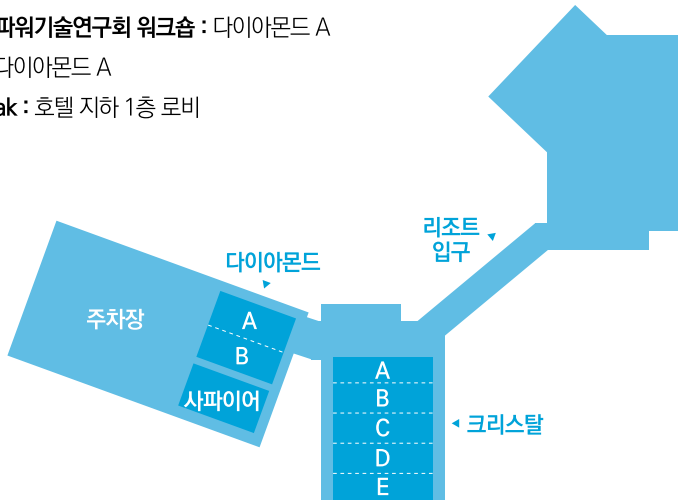 파워기술연구회 워크숍 : 다이아몬드 A
다이아몬드 A
ak : 호텔 지하 1층 로비
리조트
입구
다이아몬드
주차장
A
B
사파이어
A
B
C
D
E
크리스탈